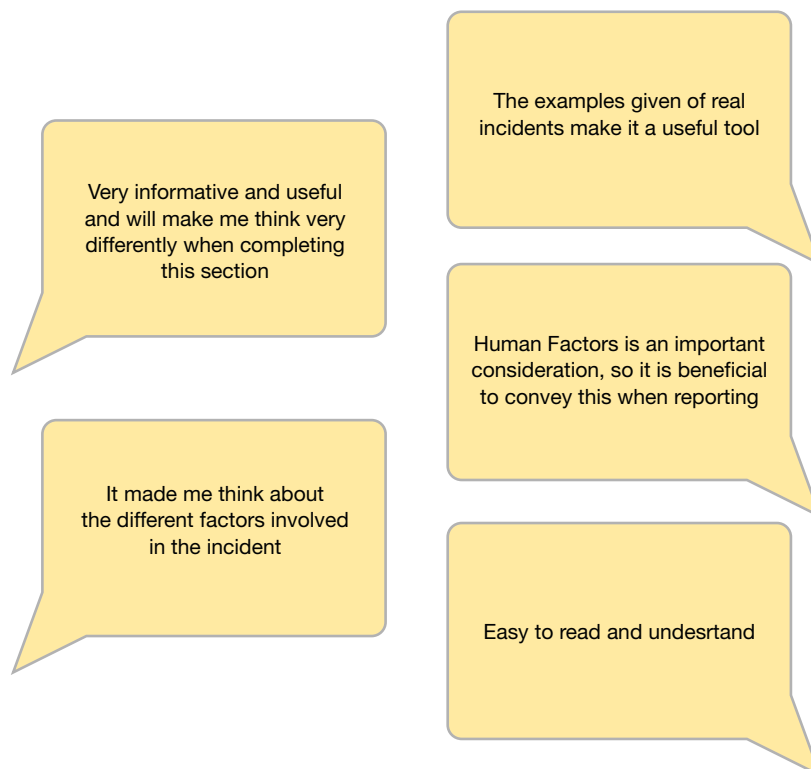 The examples given of real
incidents make it a useful tool
Very informative and useful
and will make me think very
differently when completing
this section
Human Factors is an important
consideration, so it is beneficial
to convey this when reporting
It made me think about
the different factors involved
in the incident
Easy to read and undesrtand